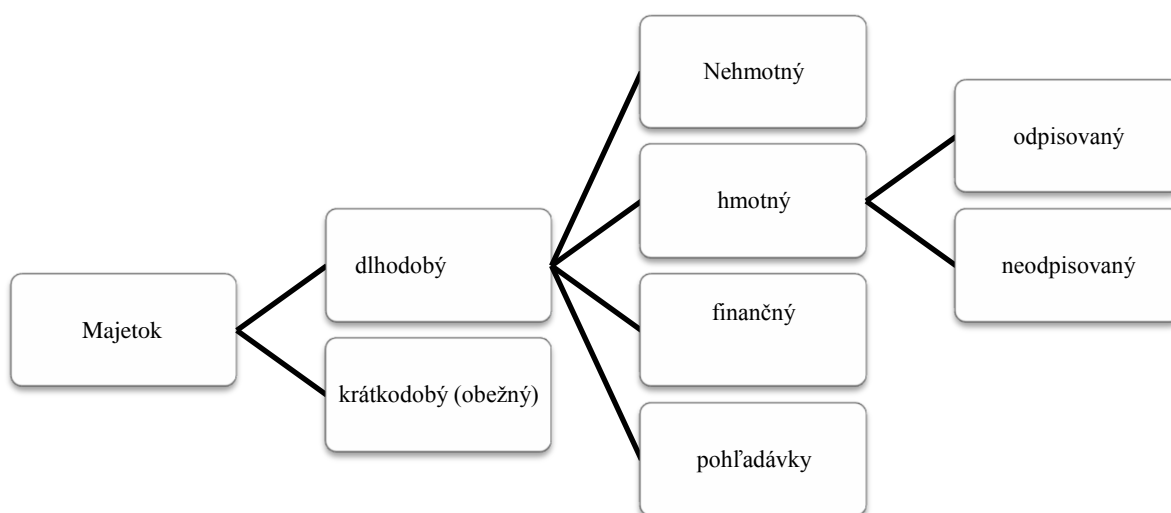 Majetok
dlhodobý
krátkodobý (obežný)
Nehmotný
hmotný
finančný
pohľadávky
odpisovaný
neodpisovaný